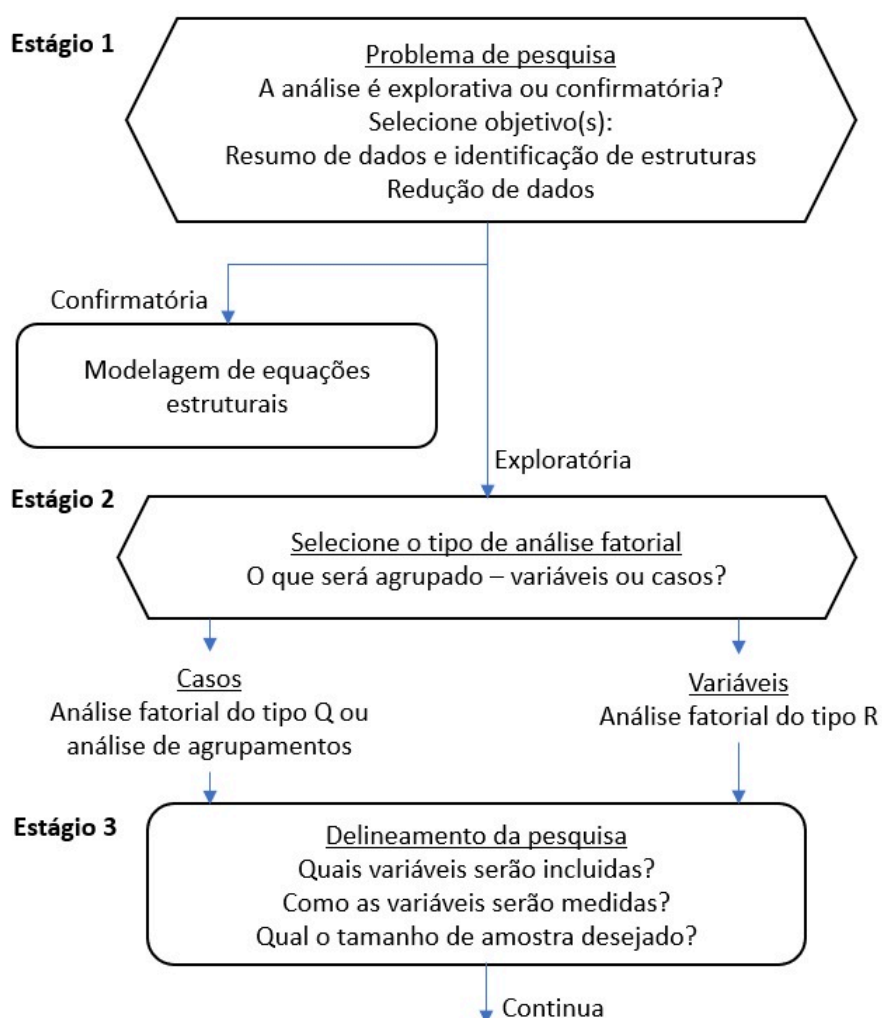 Estágio 1
Problema de pesquisa
A análise é explorativa ou confirmatória?
Selecione objetivo(s):
Resumo de dados e identificação de estruturas
Redução de dados
Confirmatória
Modelagem de equações
estruturais
Exploratória
Estágio 2
Selecione o tipo de análise fatorial
O que será agrupado – variáveis ou casos?
Casos
Análise fatorial do tipo Q ou
análise de agrupamentos
Variáveis
Análise fatorial do tipo R
Estágio 3
Delineamento da pesquisa
Quais variáveis serão incluidas?
Como as variáveis serão medidas?
Qual o tamanho de amostra desejado?
Continua